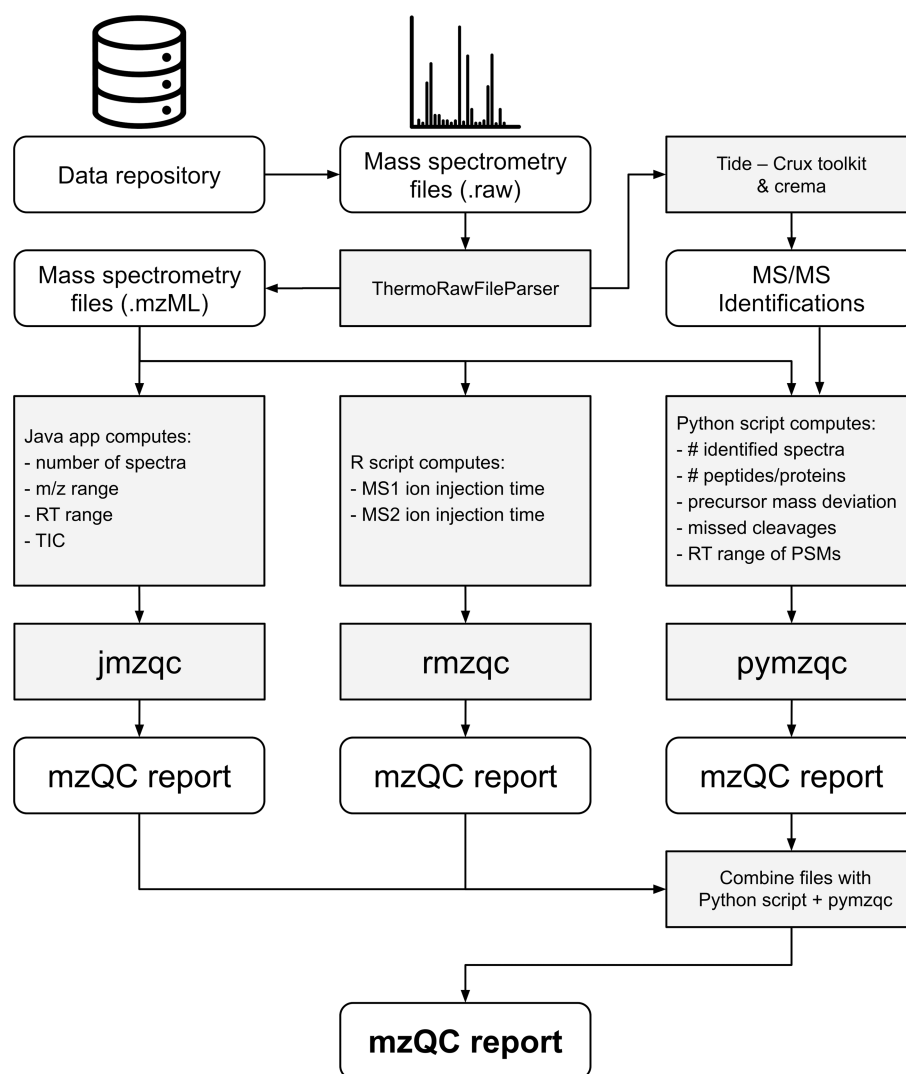 Data repository
Mass spectrometry
files (.raw)
Tide – Crux toolkit
& crema
Mass spectrometry
files (.mzML)
ThermoRawFileParser
MS/MS
Identifications
Java app computes:
- number of spectra
- m/z range
- RT range
- TIC
R script computes:
- MS1 ion injection time
- MS2 ion injection time
Python script computes:
- # identified spectra
- # peptides/proteins
- precursor mass deviation
- missed cleavages
- RT range of PSMs
jmzqc
rmzqc
pymzqc
mzQC report
mzQC report
mzQC report
Combine files with
Python script + pymzqc
mzQC report